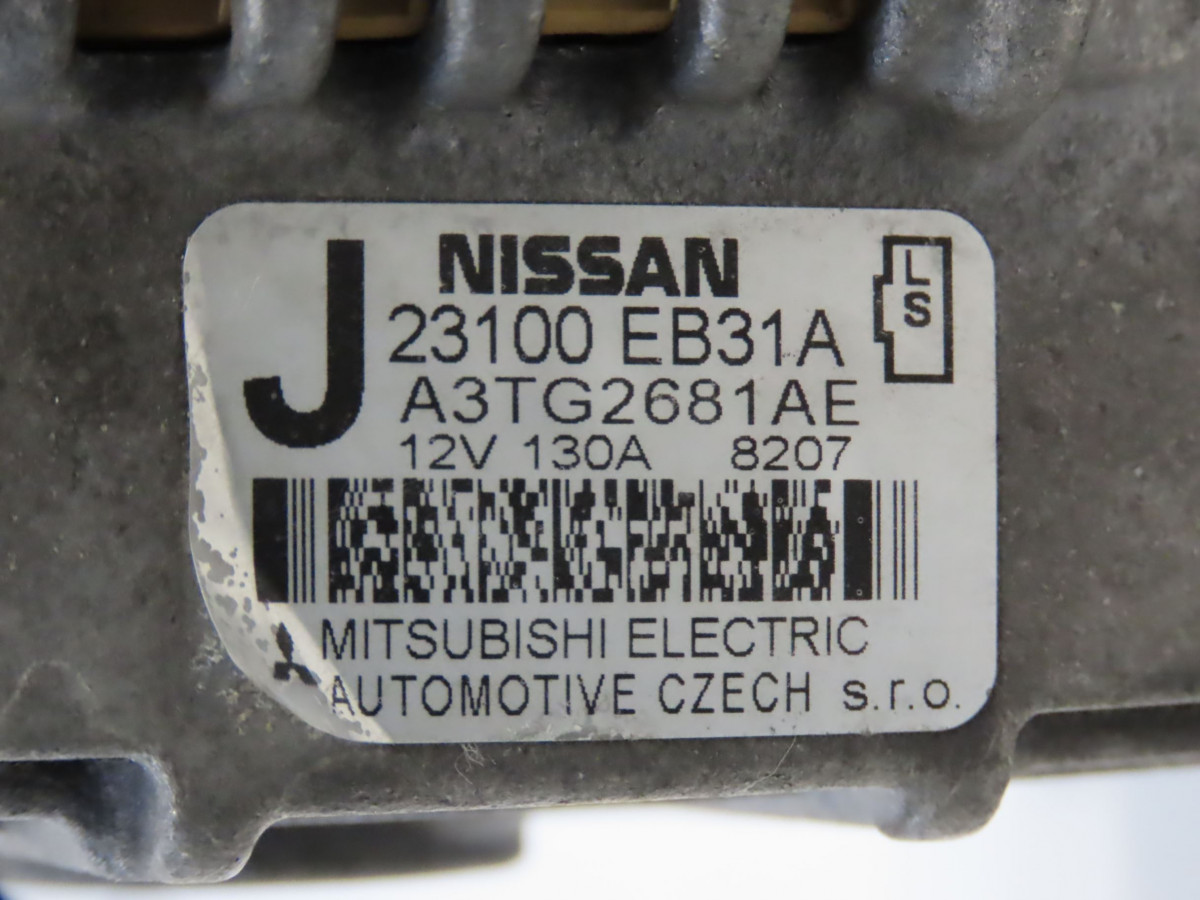 J
NISSAN
L
S
23100 EB31A
A3TG2681AE
12V 130A 8207
MITSUBISHI ELECTRIC
AUTOMOTIVE CZECH s.r.o.